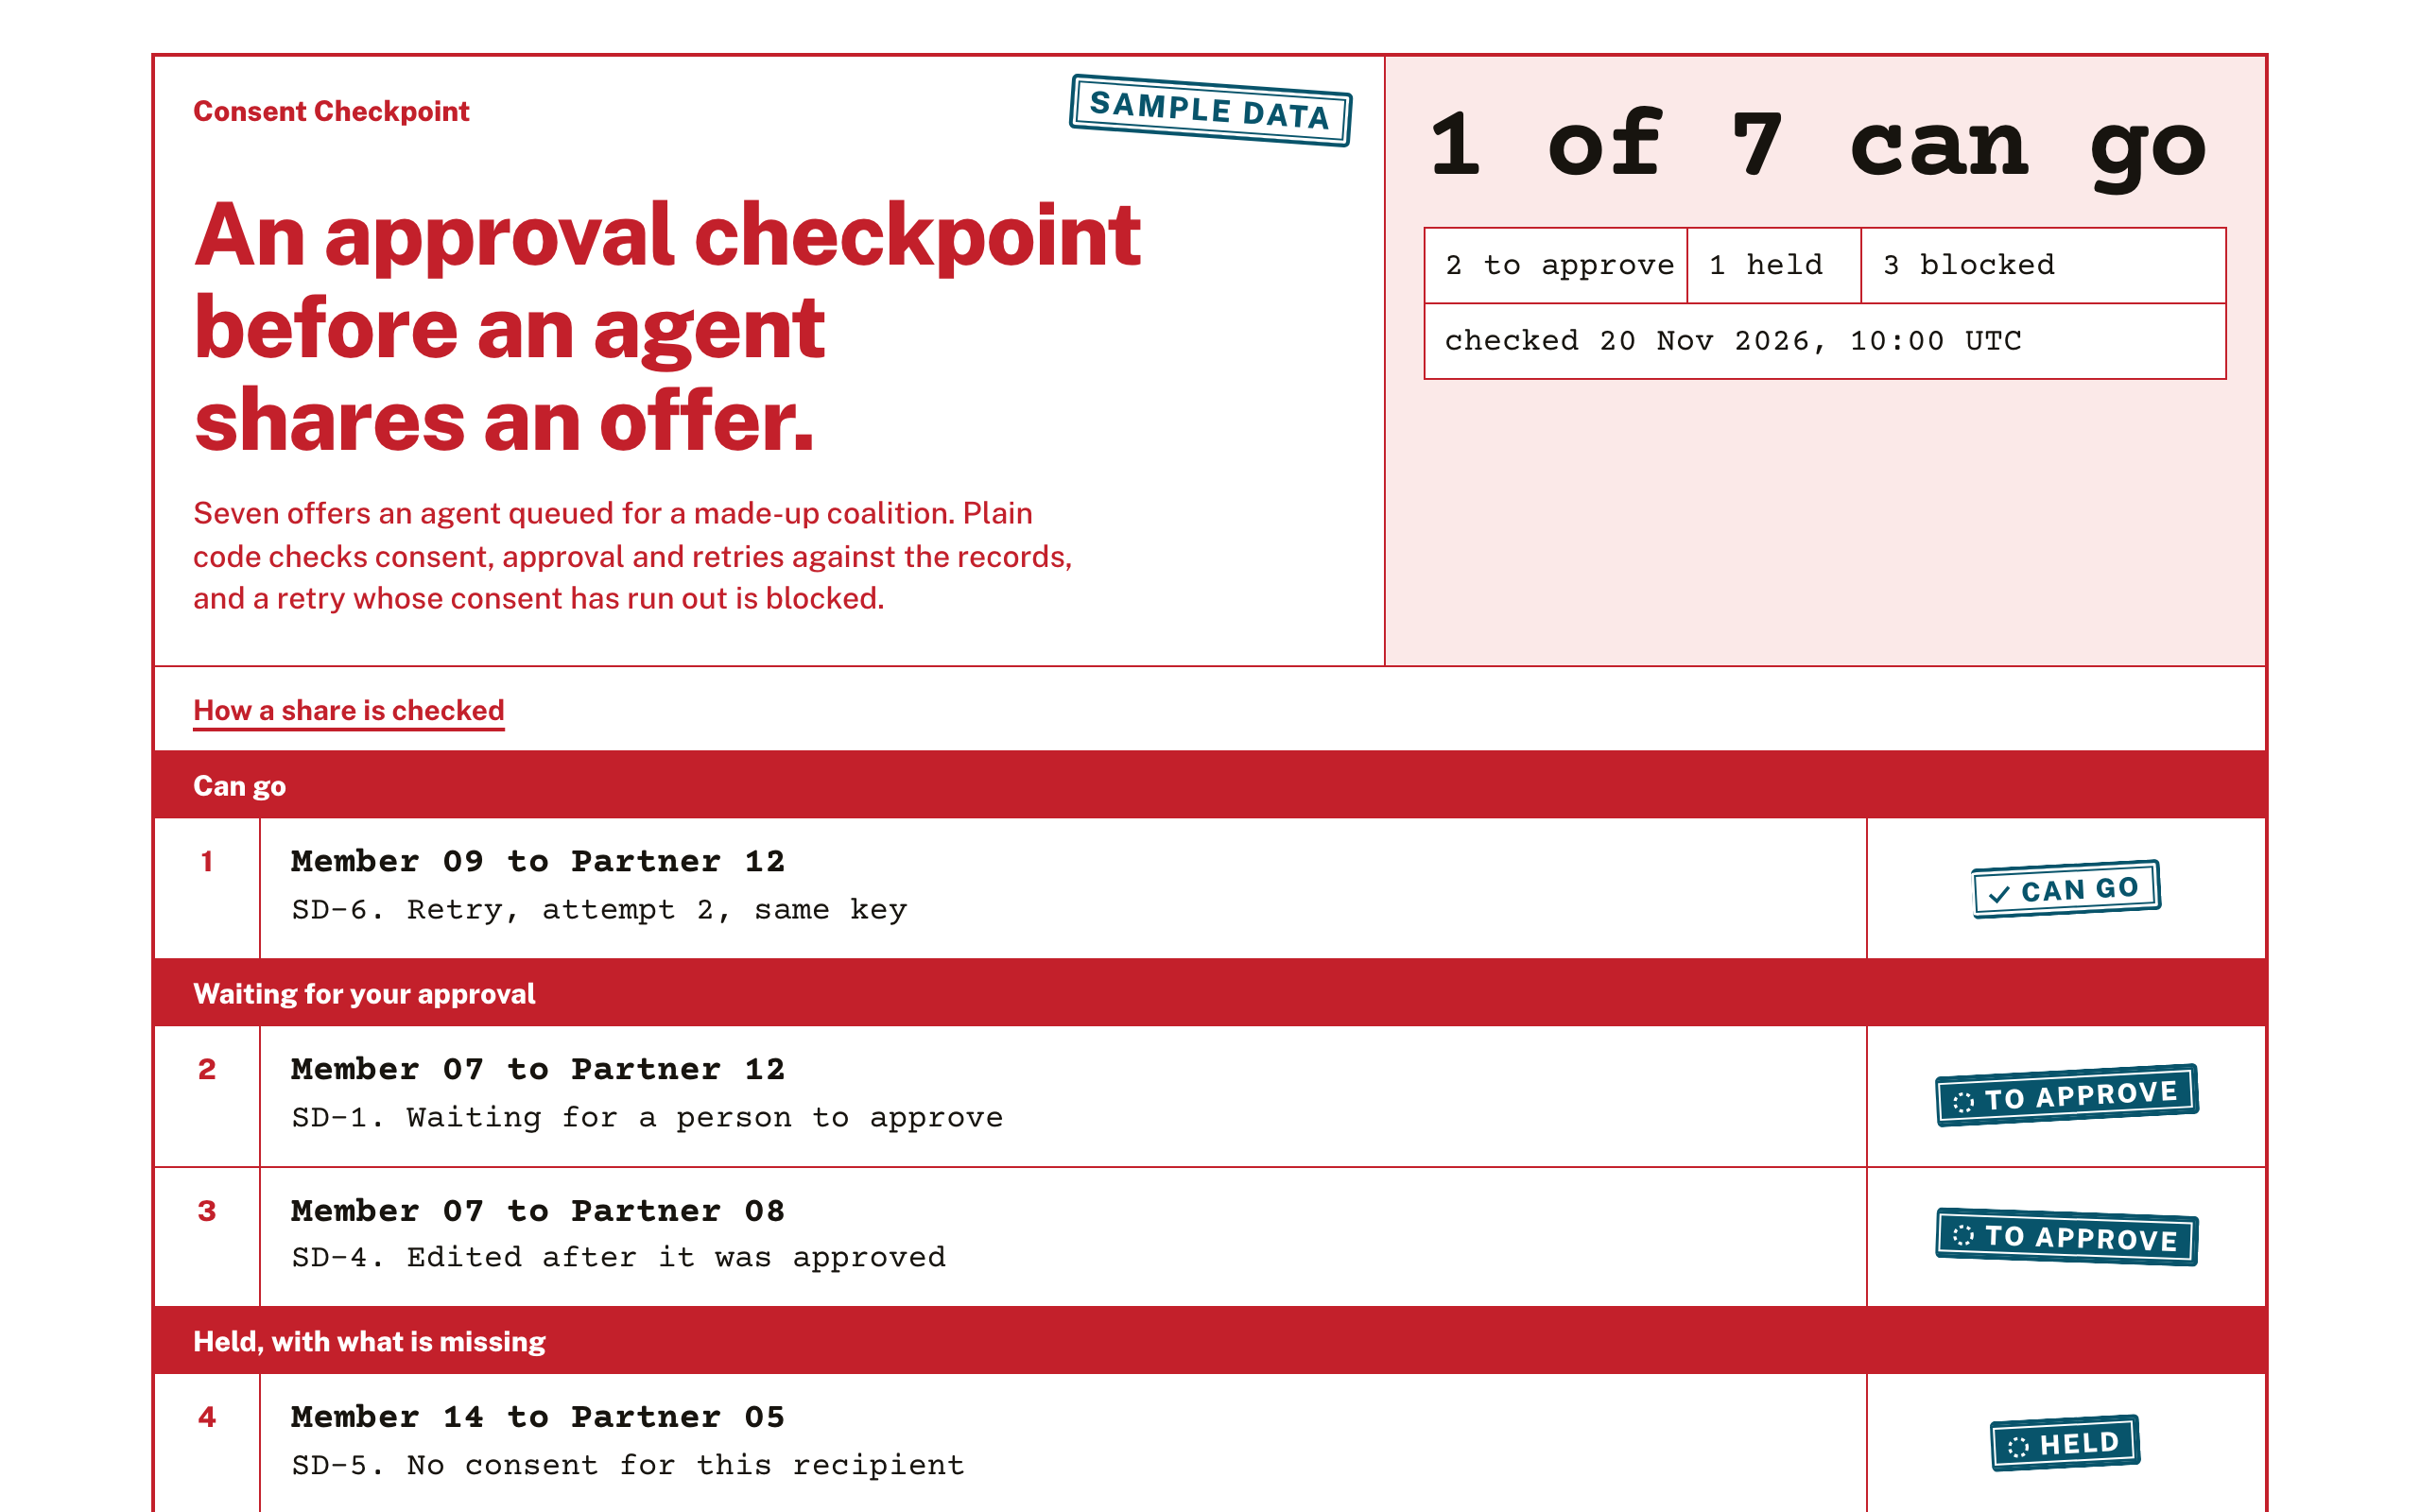 Consent Checkpoint
SAMPLE DATA
An approval checkpoint
before an agent
shares an offer.
Seven offers an agent queued for a made-up coalition. Plain
code checks consent, approval and retries against the records,
and a retry whose consent has run out is blocked.
1 of 7 can go
2 to approve
1 held
3 blocked
checked 20 Nov 2026, 10:00 UTC
How a share is checked
Can go
1
Member 09 to Partner 12
SD-6. Retry, attempt 2, same key
CAN GO
Waiting for your approval
2
Member 07 to Partner 12
SD-1. Waiting for a person to approve
TO APPROVE
3
Member 07 to Partner 08
SD-4. Edited after it was approved
TO APPROVE
Held, with what is missing
4
Member 14 to Partner 05
SD-5. No consent for this recipient
HELD